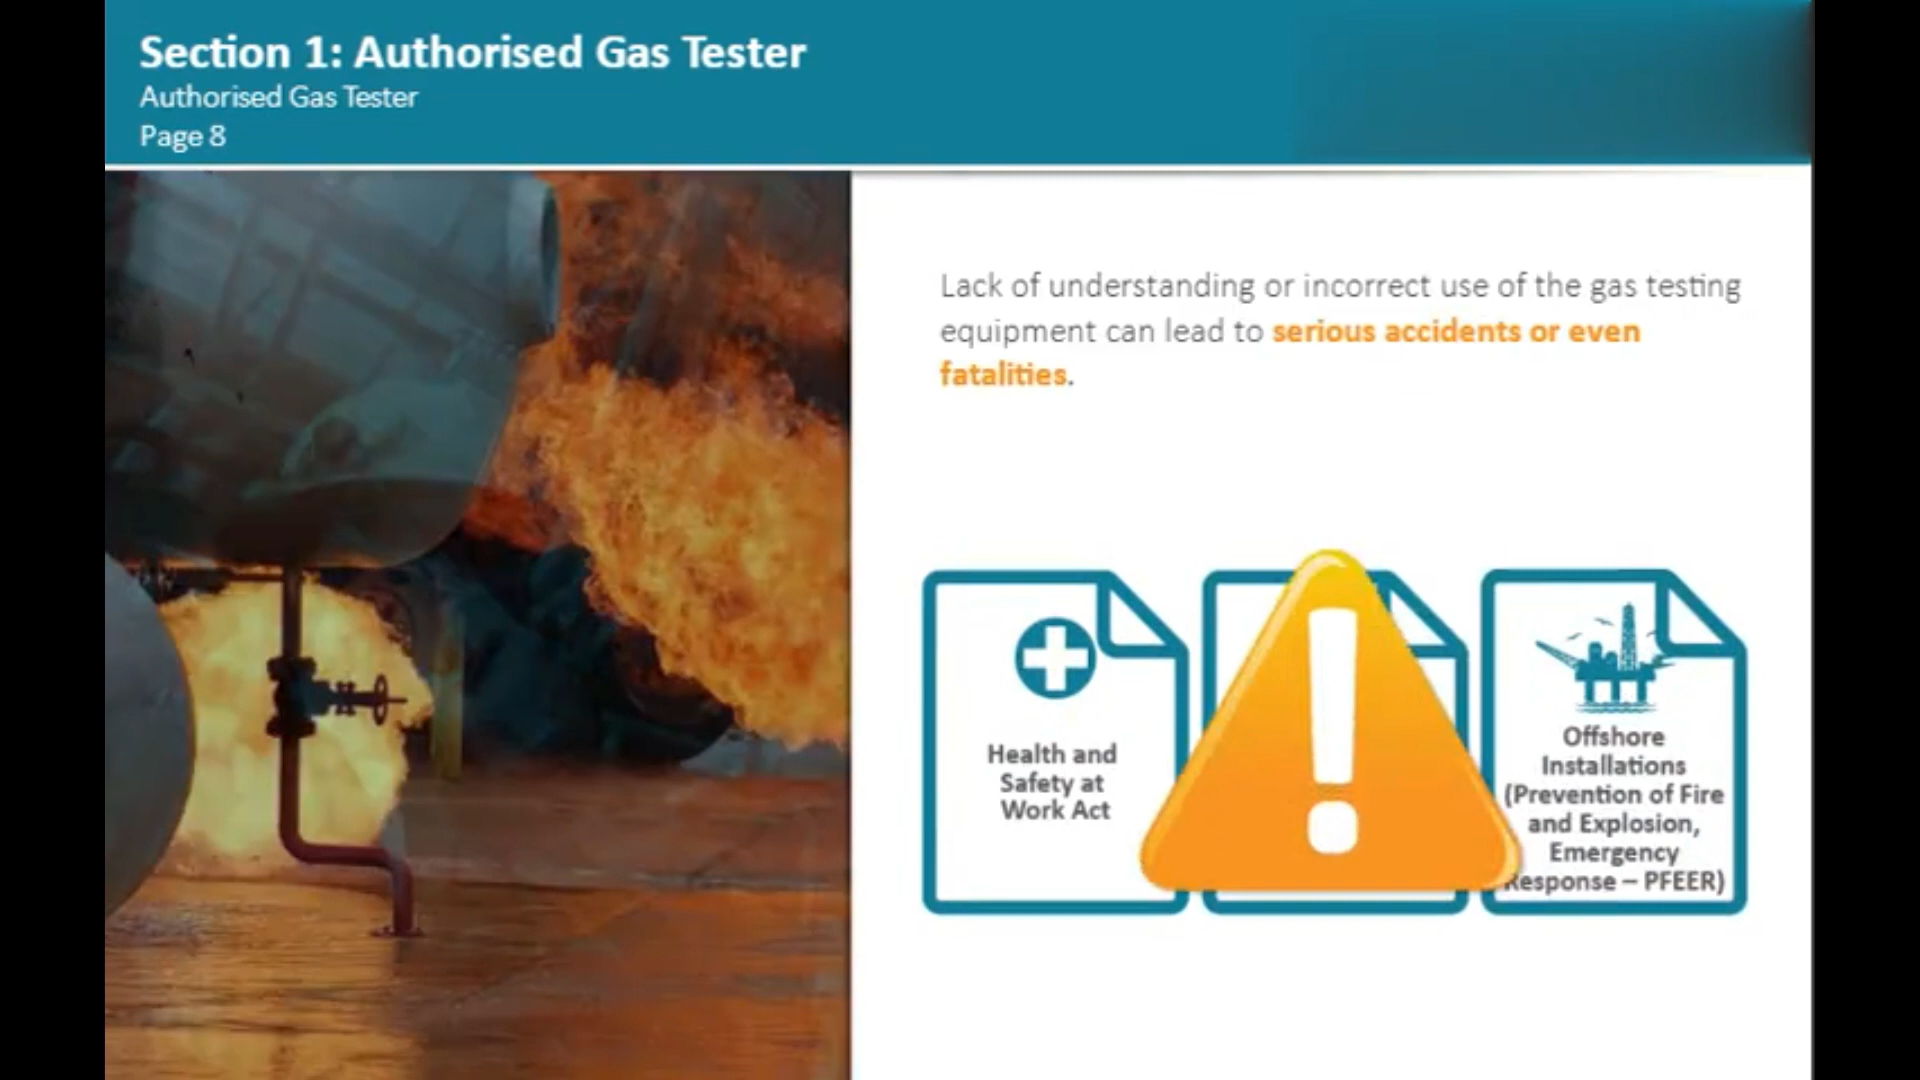 Section 1: Authorised Gas Tester
Authorised Gas Tester
Page 8
Lack of understanding or incorrect use of the gas testing
equipment can lead to serious accidents or even
fatalities.
Health and
Safety at
Work Act
Offshore
Installations
(Prevention of Fire
and Explosion,
Emergency
Response – PFEER)